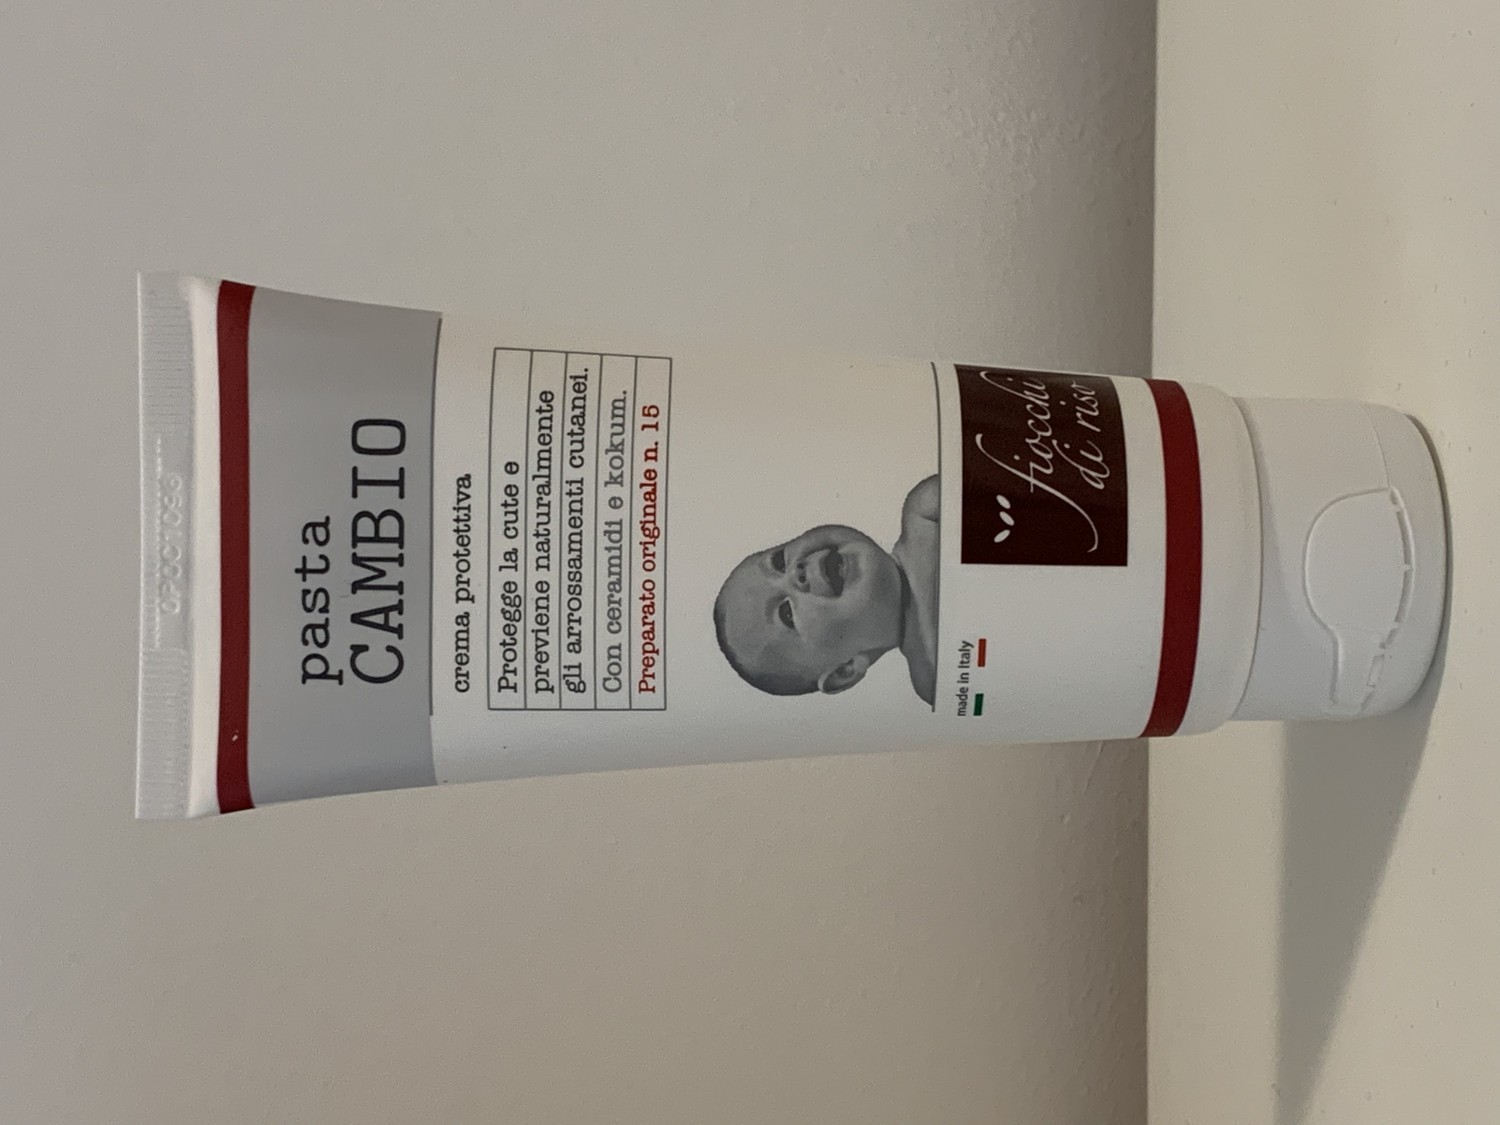 pasta
CAMBIO
crema protettiva
Protegge la cute e
previene naturalmente
gli arrossamenti cutanei.
Con ceramidi e kokum.
Preparato originale n. 15
made in Italy
fiocchi
di riso